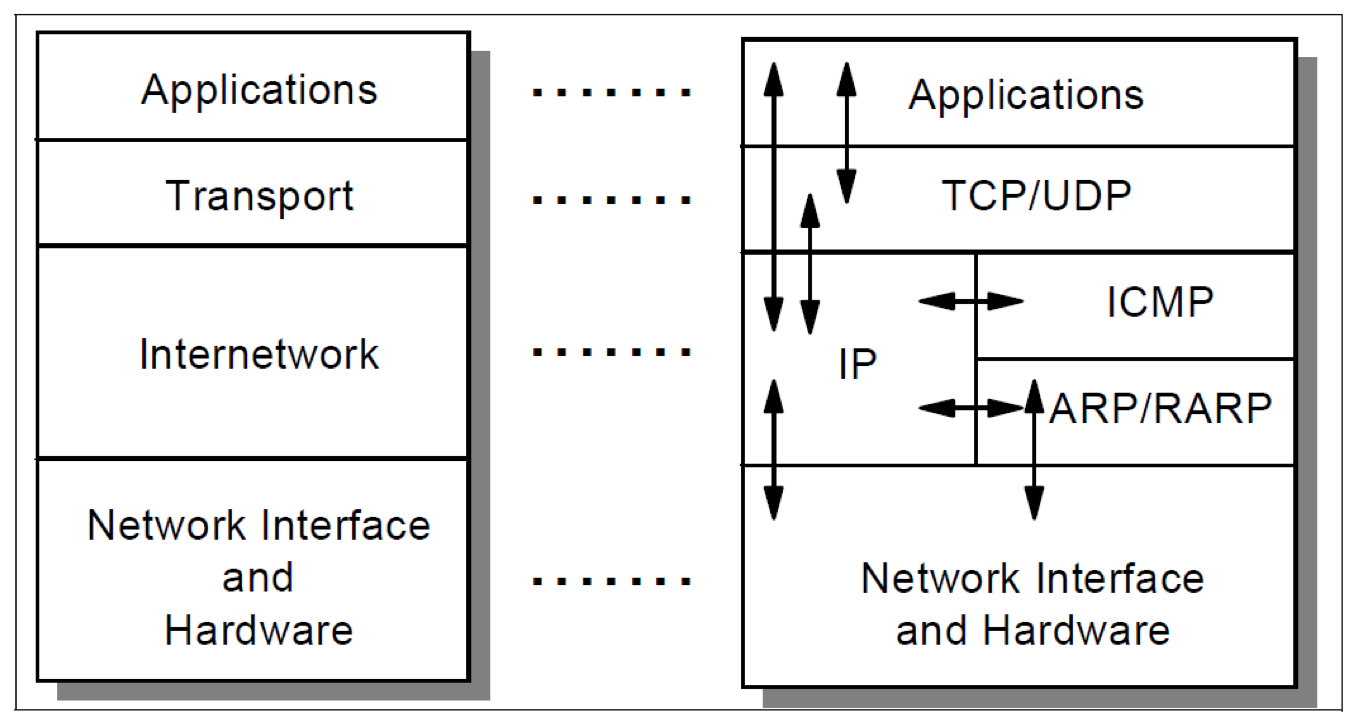 Applications
Transport
Internetwork
Network Interface
and
Hardware
Applications
TCP/UDP
ICMP
IP
ARP/RARP
Network Interface
and Hardware